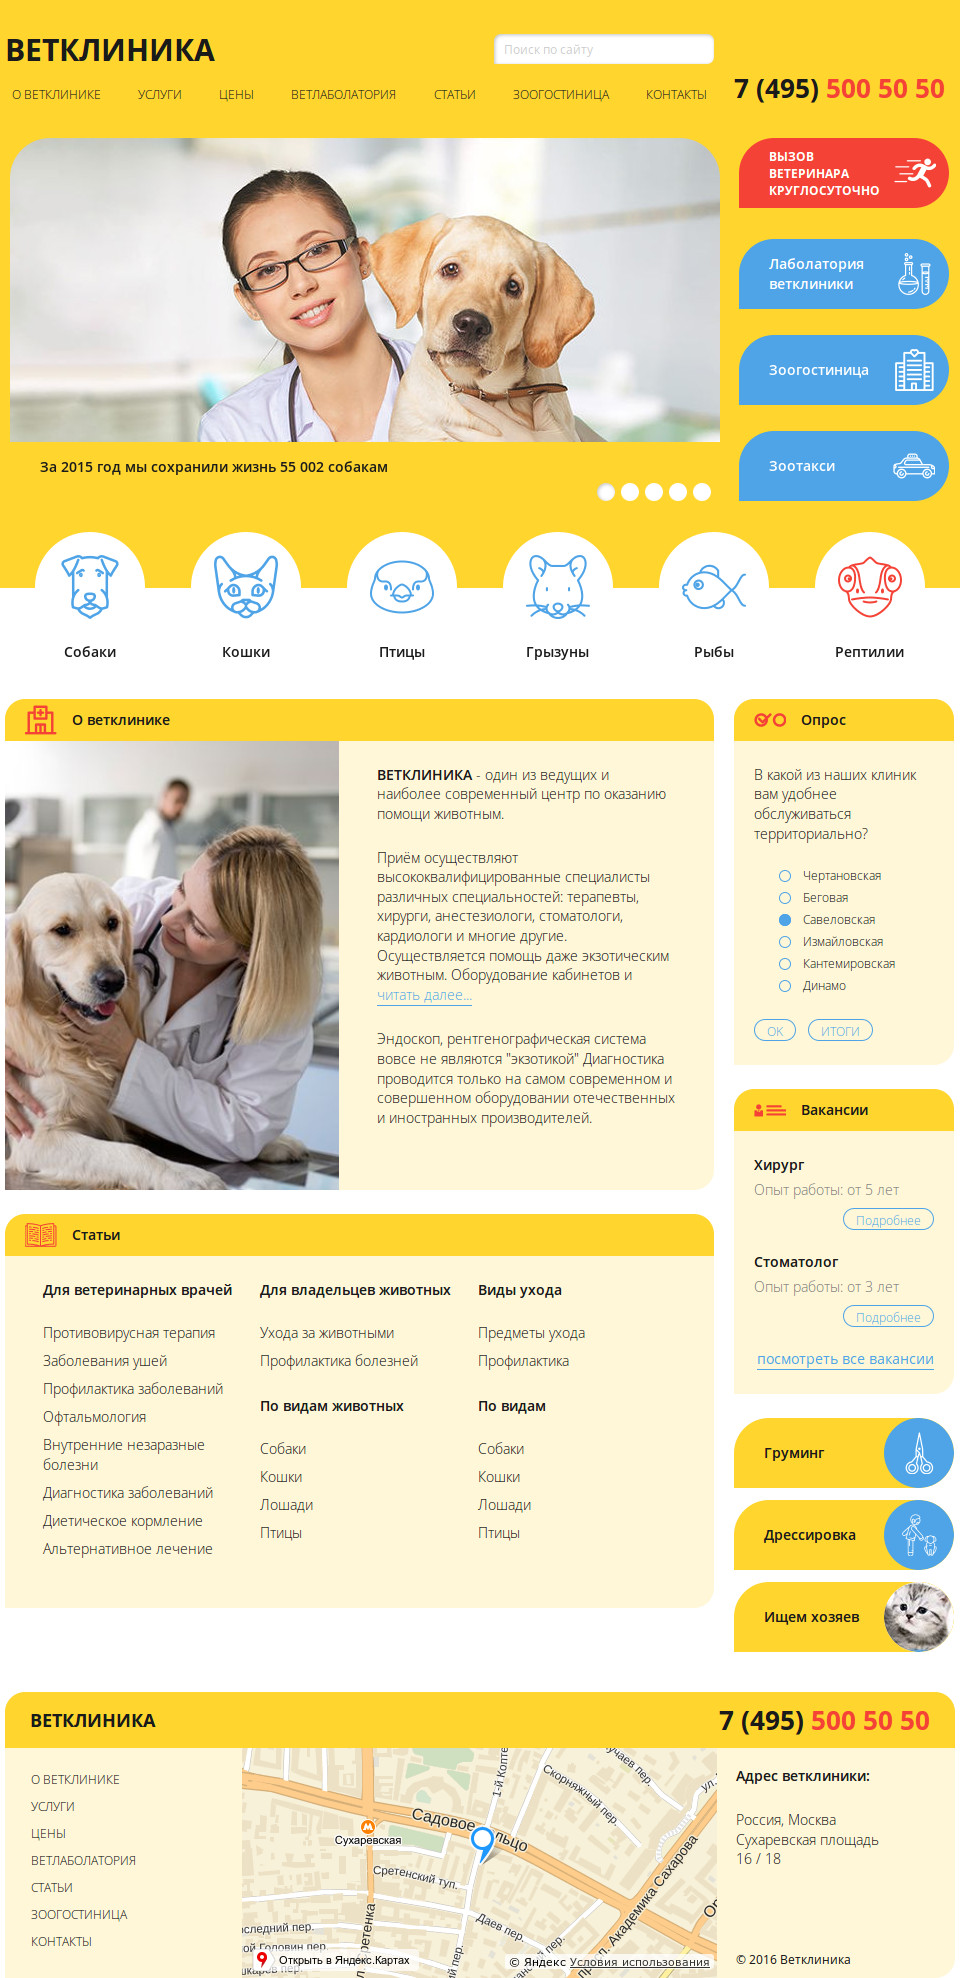 ВЕТКЛИНИКА
Поиск по сайту
О ВЕТКЛИНИКЕ УСЛУГИ ЦЕНЫ ВЕТЛАБОЛАТОРИЯ СТАТЬИ ЗООГОСТИНИЦА КОНТАКТЫ
7 (495) 500 50 50
ВЫЗОВ
ВЕТЕРИНАРА
КРУГЛОСУТОЧНО
Лаболатория
ветклиники
Зоогостиница
Зоотакси
За 2015 год мы сохранили жизнь 55 002 собакам
Собаки Кошки Птицы Грызуны Рыбы Рептилии
О ветклинике
ВЕТКЛИНИКА - один из ведущих и
наиболее современный центр по оказанию
помощи животным.
Приём осуществляют
высококвалифицированные специалисты
различных специальностей: терапевты,
хирурги, анестезиологи, стоматологи,
кардиологи и многие другие.
Осуществляется помощь даже экзотическим
животным. Оборудование кабинетов и
читать далее...
Эндоскоп, рентгенографическая система
вовсе не являются "экзотикой" Диагностика
проводится только на самом современном и
совершенном оборудовании отечественных
и иностранных производителей.
Опрос
В какой из наших клиник
вам удобнее
обслуживаться
территориально?
Чертановская
Беговая
Савеловская
Измайловская
Кантемировская
Динамо
ОК ИТОГИ
Вакансии
Хирург
Опыт работы: от 5 лет
Подробнее
Стоматолог
Опыт работы: от 3 лет
Подробнее
посмотреть все вакансии
Статьи
Для ветеринарных врачей
Противовирусная терапия
Заболевания ушей
Профилактика заболеваний
Офтальмология
Внутренние незаразные
болезни
Диагностика заболеваний
Диетическое кормление
Альтернативное лечение
Для владельцев животных
Ухода за животными
Профилактика болезней
По видам животных
Собаки
Кошки
Лошади
Птицы
Виды ухода
Предметы ухода
Профилактика
По видам
Собаки
Кошки
Лошади
Птицы
Груминг
Дрессировка
Ищем хозяев
ВЕТКЛИНИКА
7 (495) 500 50 50
О ВЕТКЛИНИКЕ
УСЛУГИ
ЦЕНЫ
ВЕТЛАБОЛАТОРИЯ
СТАТЬИ
ЗООГОСТИНИЦА
КОНТАКТЫ
1-й Копте
учаев пер.
Скорняжный пер.
ул.
Садовое льцо
Сухаревская
Сретенский туп.
пр. Академика Сахарова
Даев пер.
оследний пер.
ой Головин пер.
етенка
Открыть в Яндекс.Картах
© Яндекс Условия использования
Адрес ветклиники:
Россия, Москва
Сухаревская площадь
16 / 18
© 2016 Ветклиника